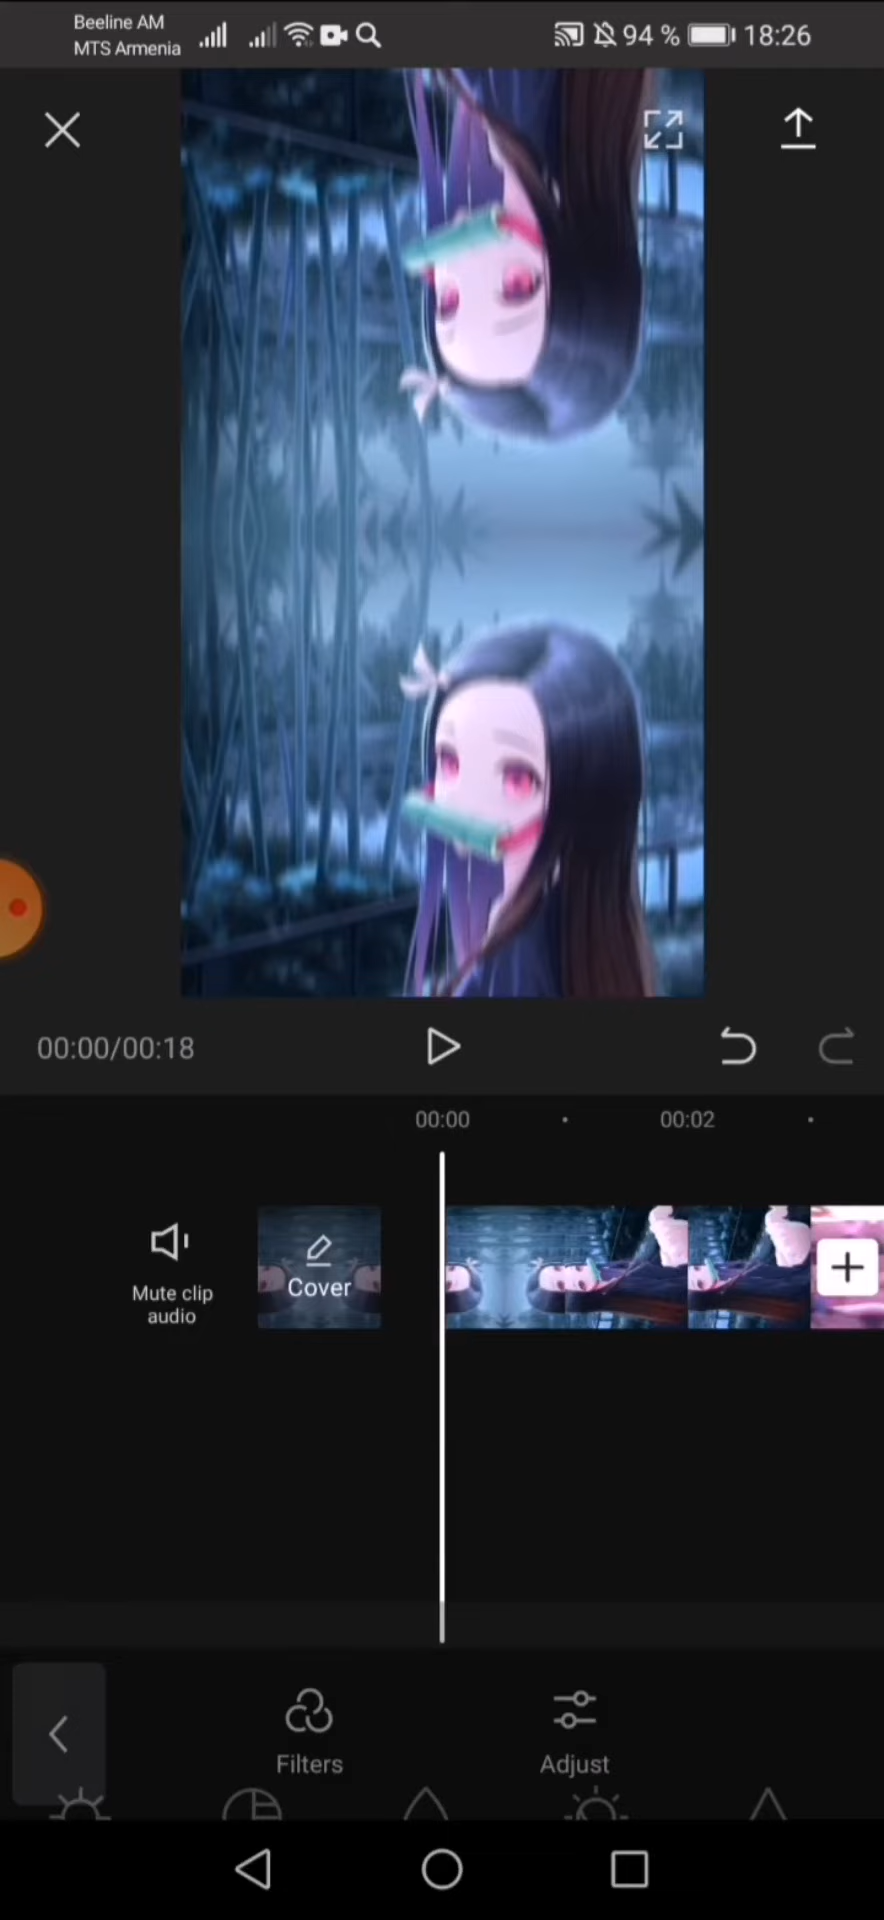 Beeline AM
MTS Armenia
94 %
18:26
00:00/00:18
00:00
00:02
Mute clip
audio
Cover
Filters
Adjust